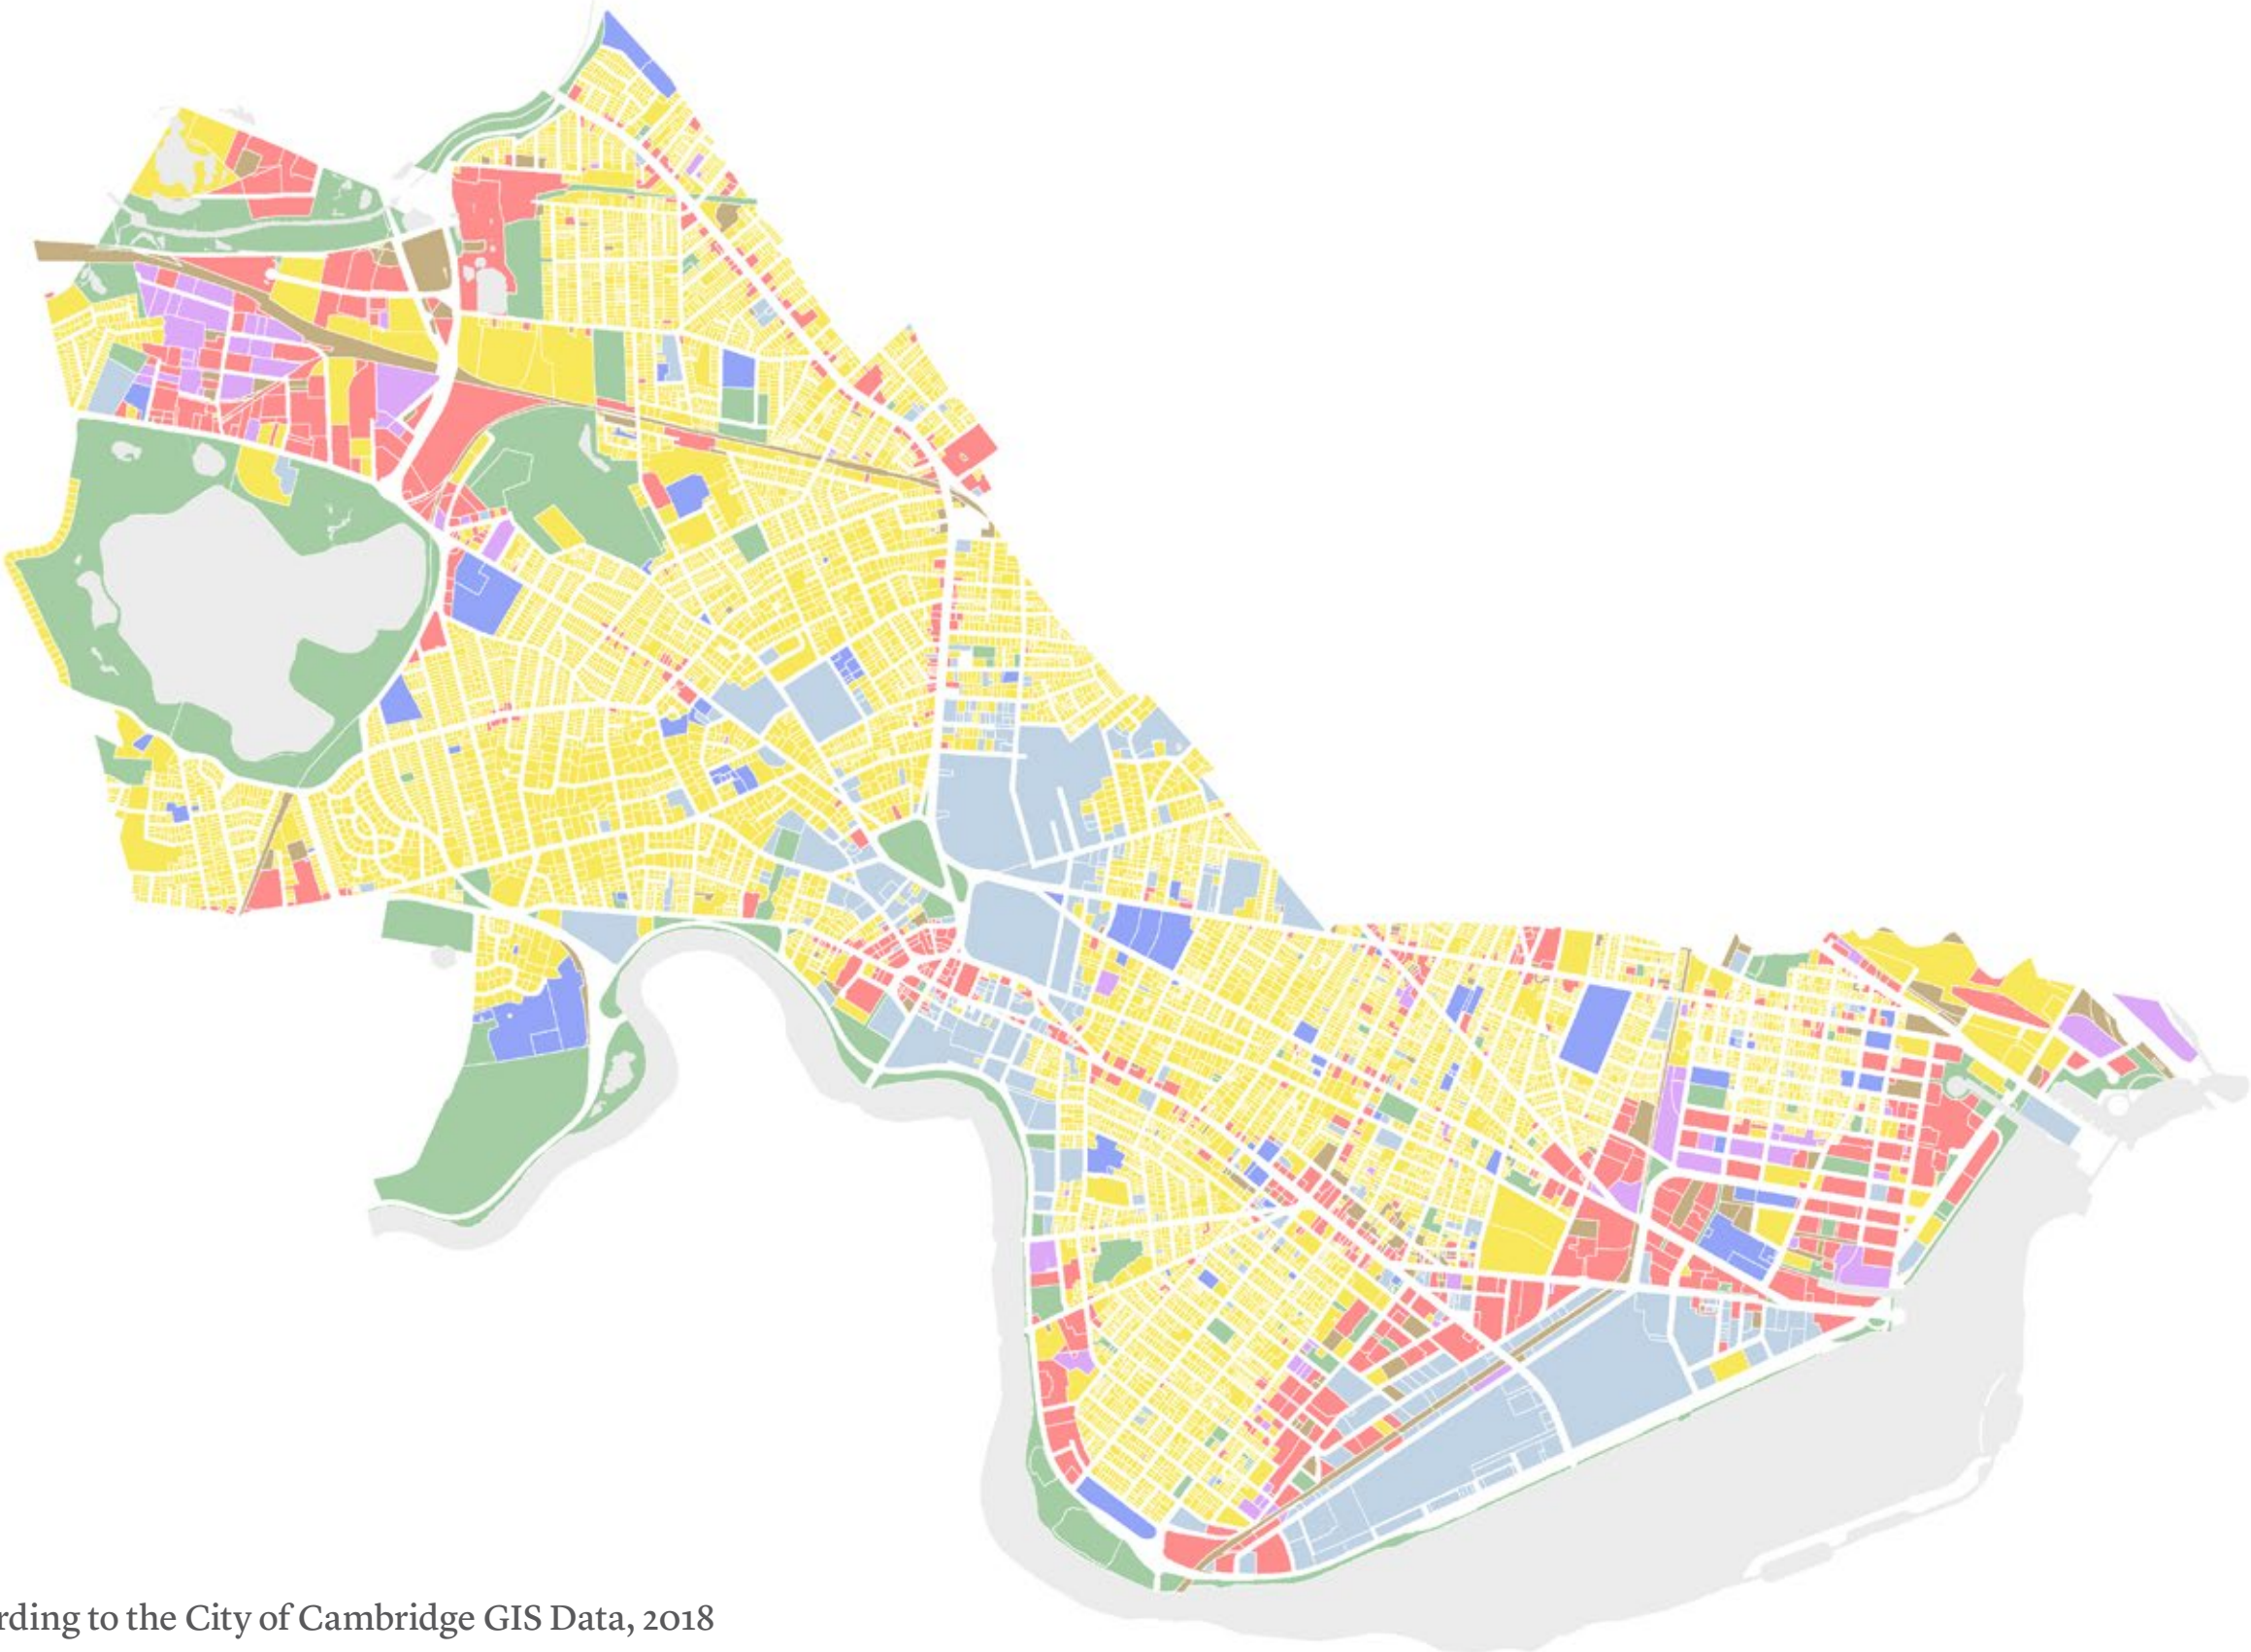 rding to the City of Cambridge GIS Data, 2018